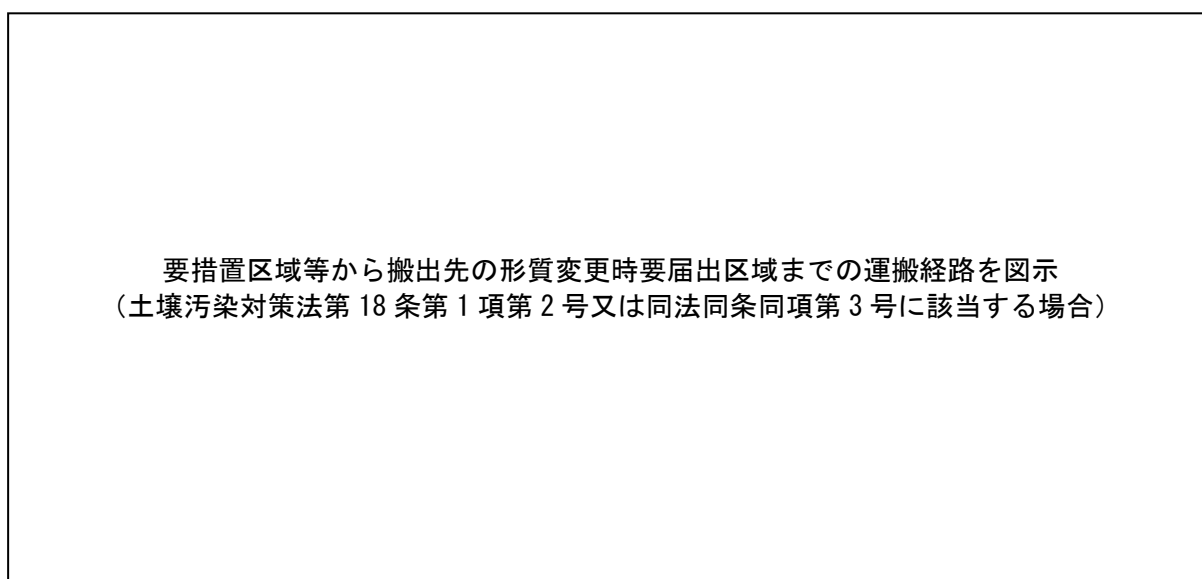 要措置区域等から搬出先の形質変更時要届出区域までの運搬経路を図示
（土壌汚染対策法第 18 条第 1 項第 2 号又は同法同条同項第 3 号に該当する場合）